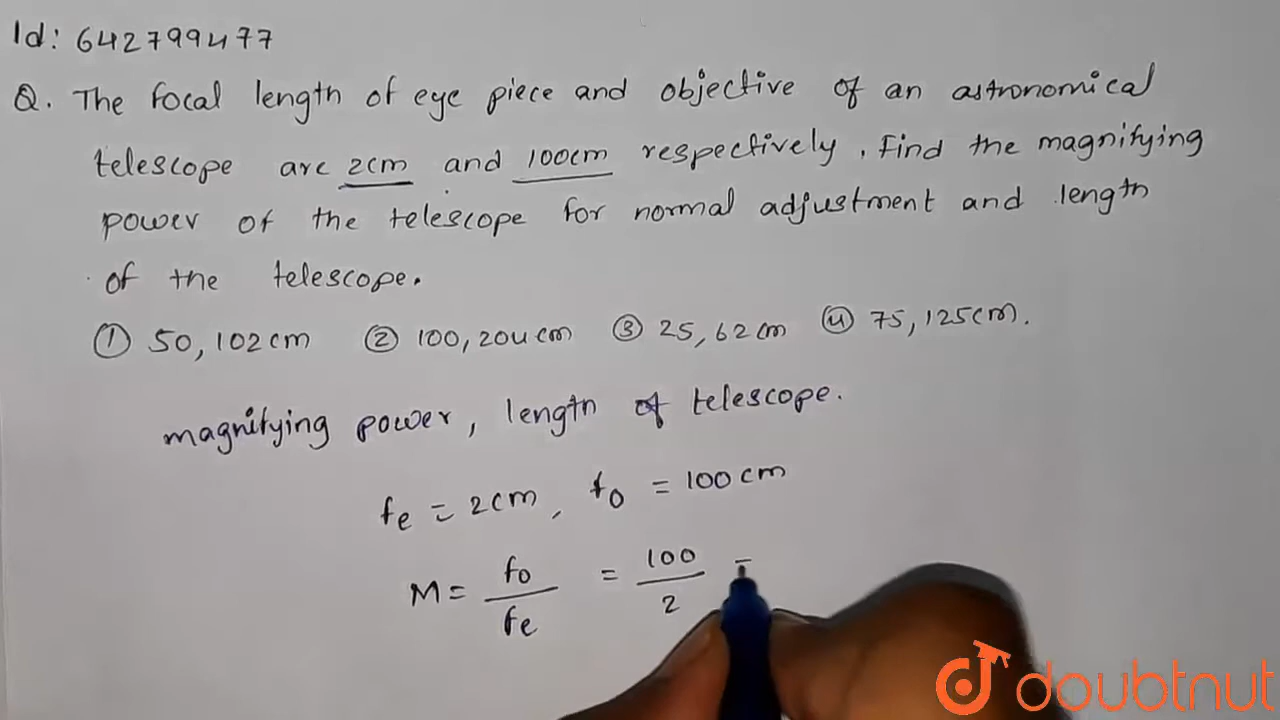 Id: 642799477
Q. The focal length of eye piece and objective of an astronomical
telescope are 2cm and 100cm respectively, Find the magnifying
power of the telescope for normal adjustment and length
of the telescope.
① 50, 102cm ② 100, 204cm ③ 25, 62cm ④ 75, 125cm.
magnifying power, length of telescope.
fe = 2cm, fo = 100cm
M = fo/fe = 100/2 =
doubtnut